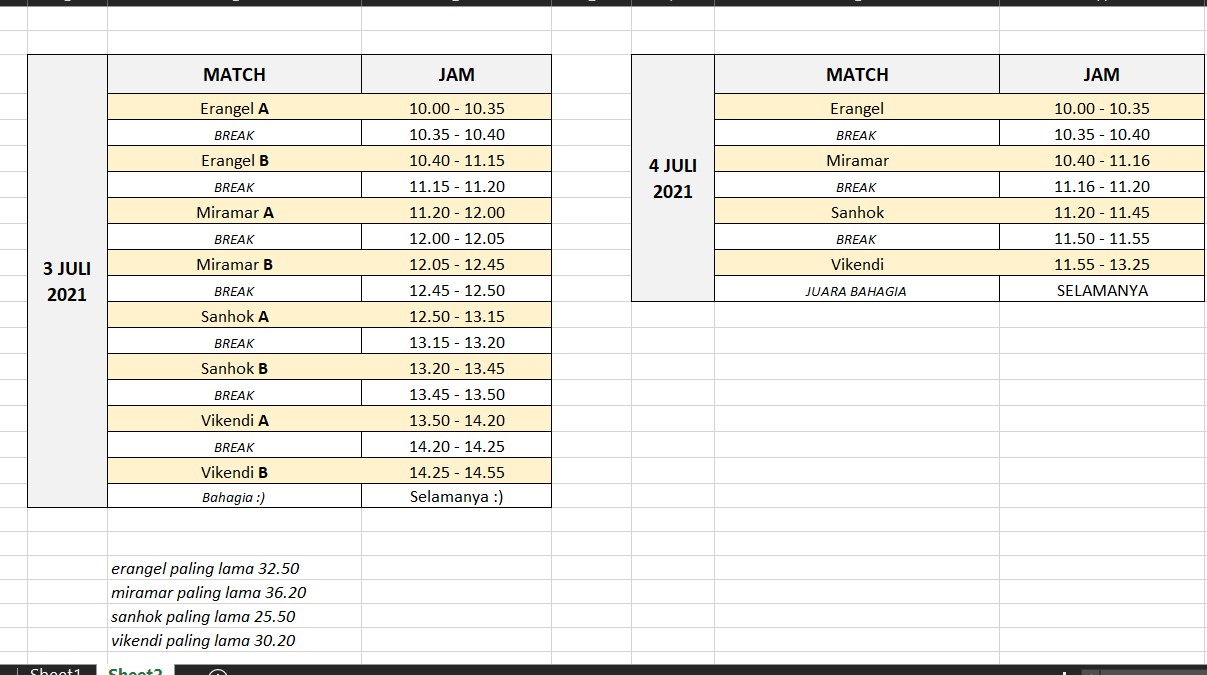 3 JULI
2021
MATCH JAM
Erangel A 10.00 - 10.35
BREAK 10.35 - 10.40
Erangel B 10.40 - 11.15
BREAK 11.15 - 11.20
Miramar A 11.20 - 12.00
BREAK 12.00 - 12.05
Miramar B 12.05 - 12.45
BREAK 12.45 - 12.50
Sanhok A 12.50 - 13.15
BREAK 13.15 - 13.20
Sanhok B 13.20 - 13.45
BREAK 13.45 - 13.50
Vikendi A 13.50 - 14.20
BREAK 14.20 - 14.25
Vikendi B 14.25 - 14.55
Bahagia :) Selamanya :)
4 JULI
2021
MATCH JAM
Erangel 10.00 - 10.35
BREAK 10.35 - 10.40
Miramar 10.40 - 11.16
BREAK 11.16 - 11.20
Sanhok 11.20 - 11.45
BREAK 11.50 - 11.55
Vikendi 11.55 - 13.25
JUARA BAHAGIA SELAMANYA
erangel paling lama 32.50
miramar paling lama 36.20
sanhok paling lama 25.50
vikendi paling lama 30.20
Sheet1 Sheet2